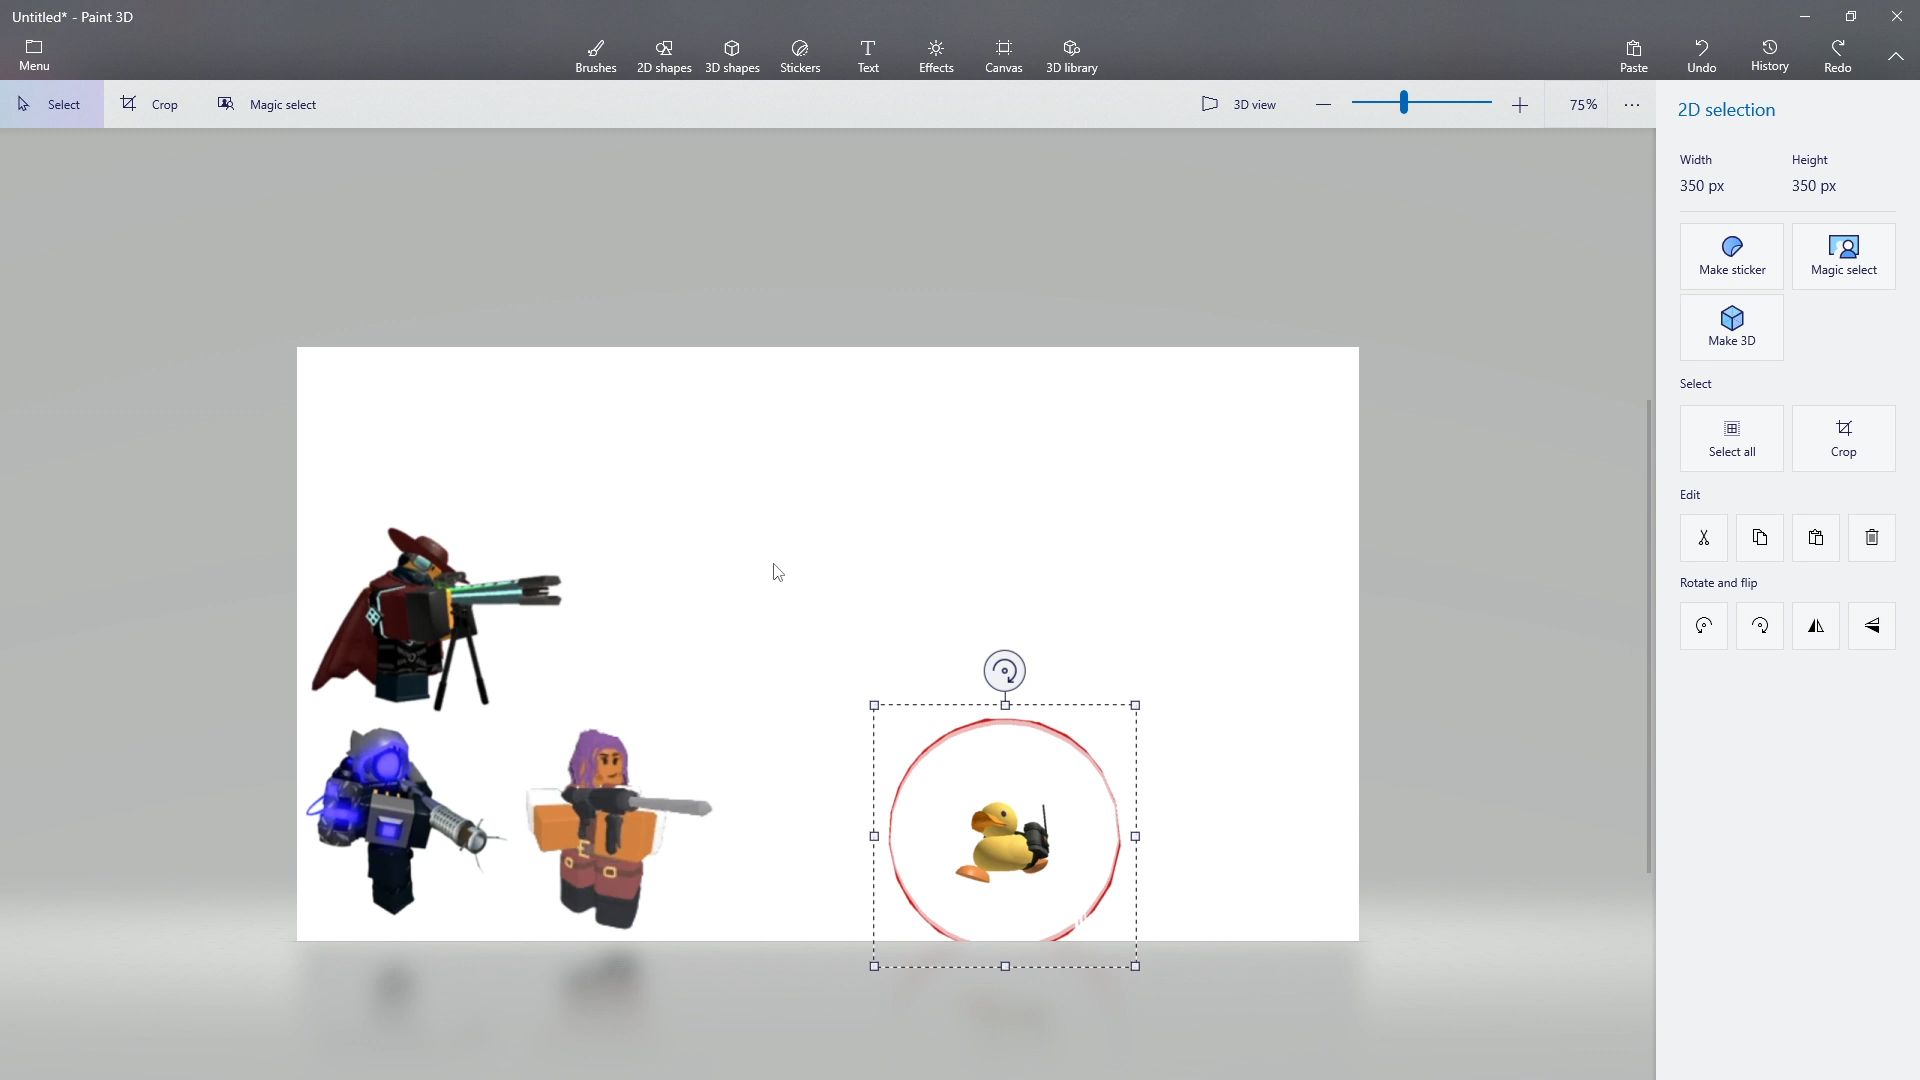 Untitled* - Paint 3D
Menu
Brushes
2D shapes
3D shapes
Stickers
Text
Effects
Canvas
3D library
Paste
Undo
History
Redo
Select
Crop
Magic select
3D view
75%
2D selection
Width
Height
350 px
350 px
Make sticker
Magic select
Make 3D
Select
Select all
Crop
Edit
Rotate and flip